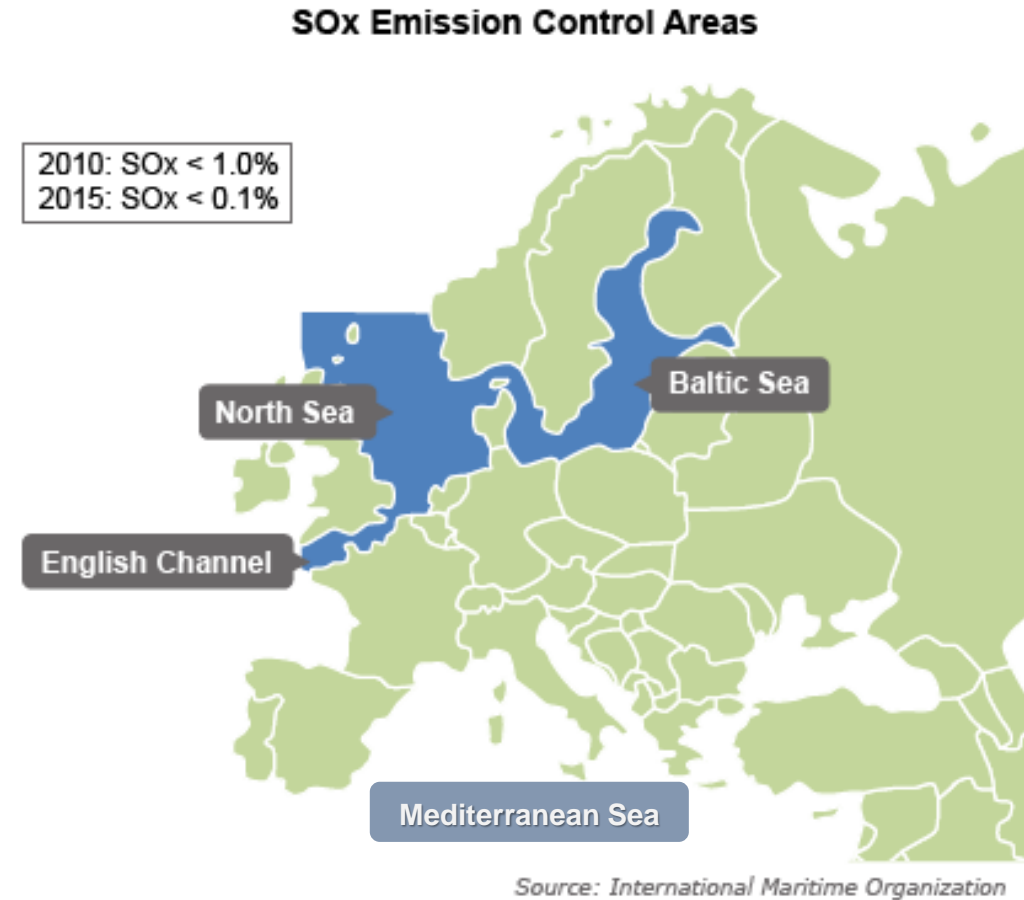 SOx Emission Control Areas
2010: SOx < 1.0%
2015: SOx < 0.1%
Baltic Sea
North Sea
English Channel
Mediterranean Sea
Source: International Maritime Organization